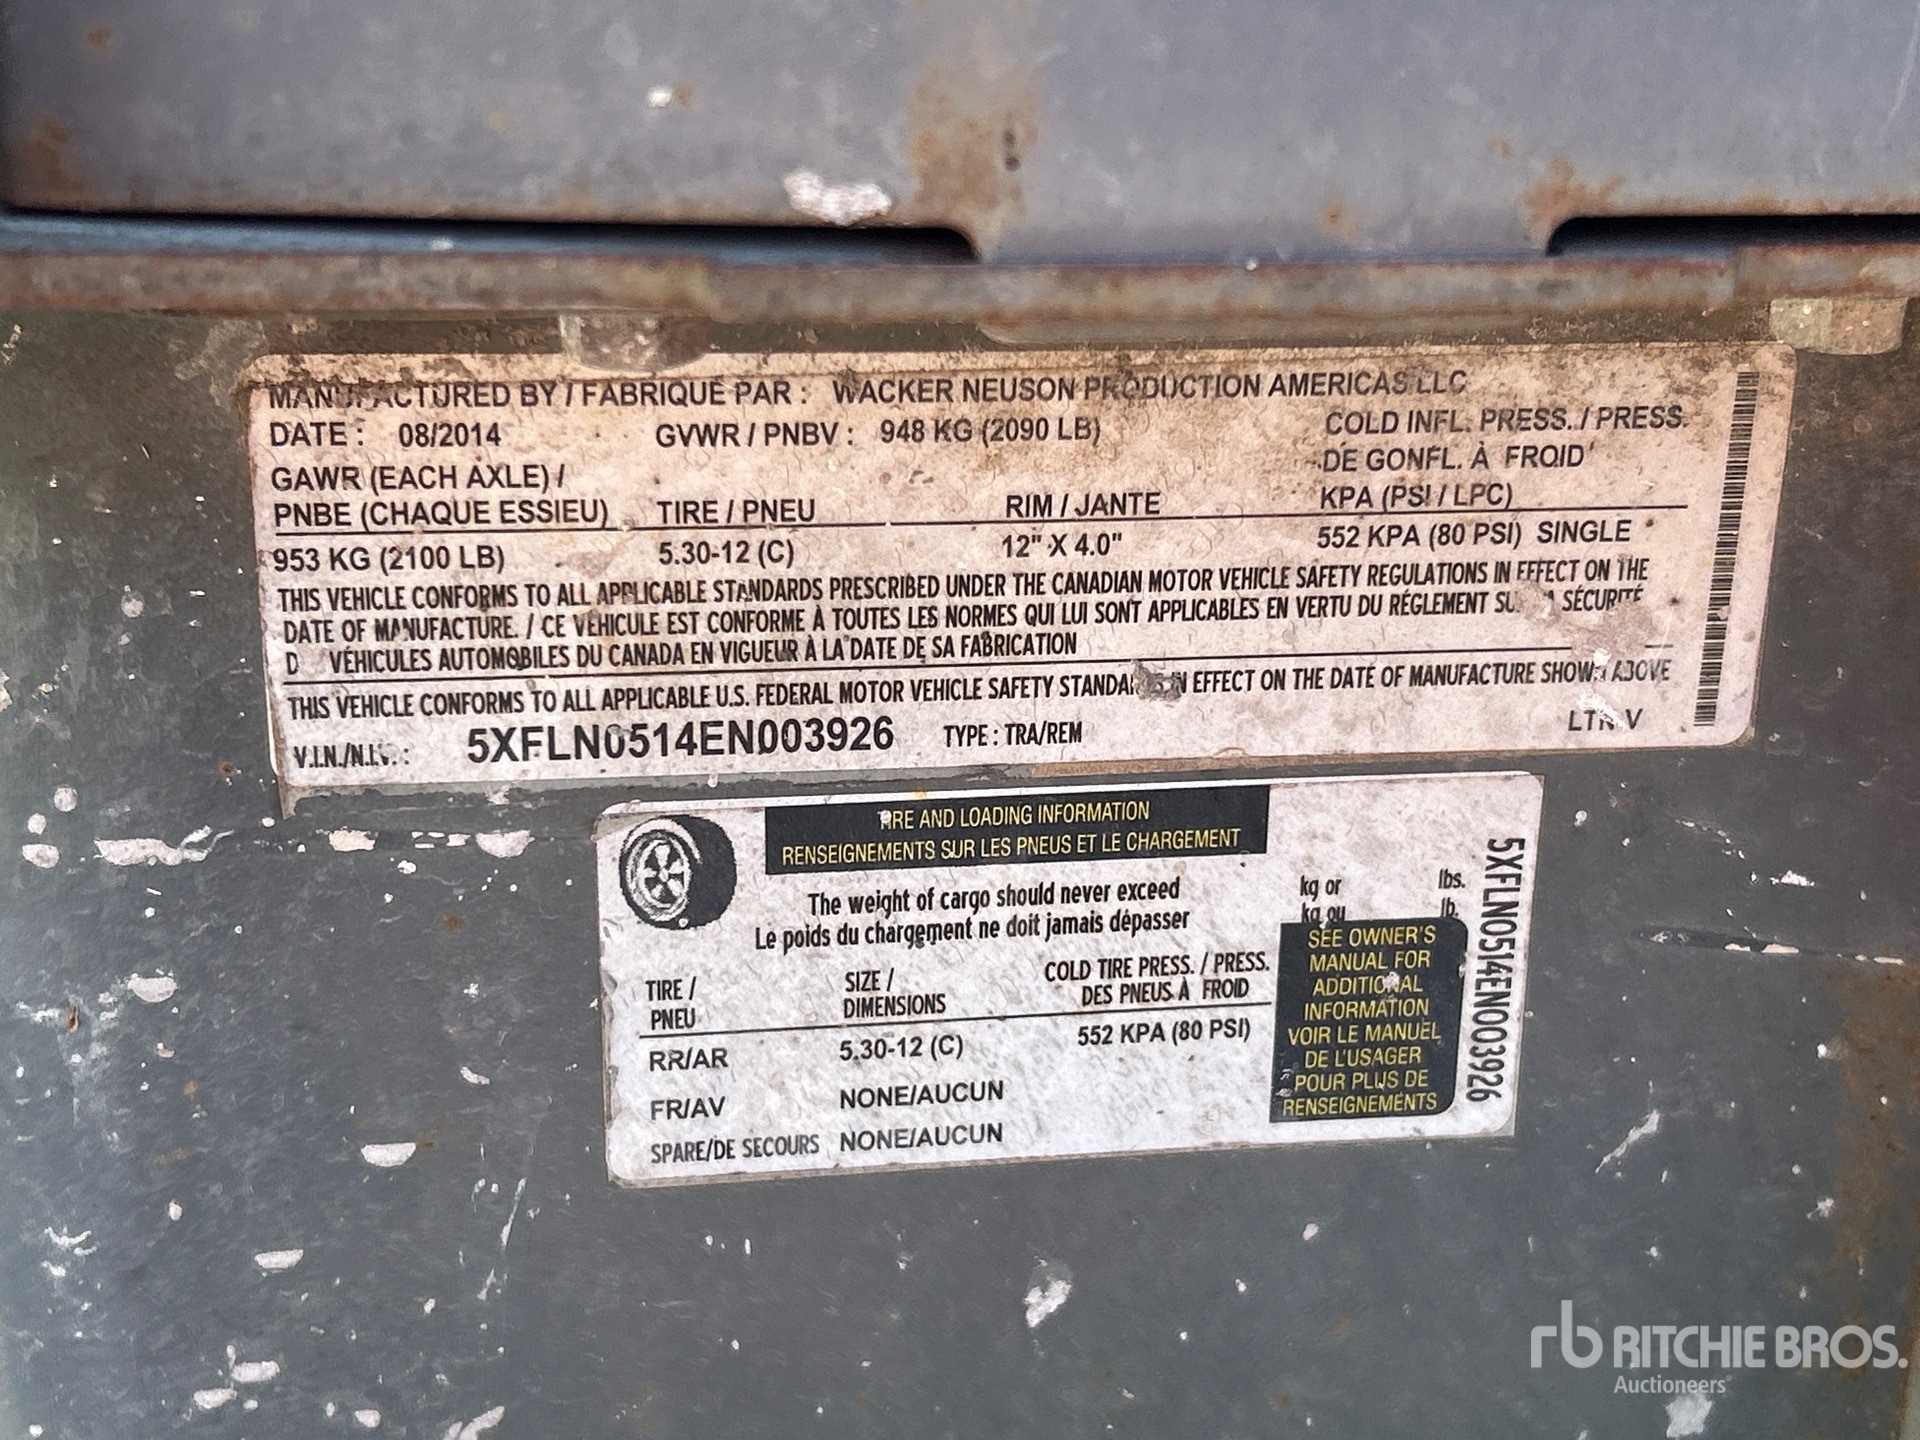 MANUFACTURED BY / FABRIQUÉ PAR : WACKER NEUSON PRODUCTION AMERICAS LLC
DATE : 08/2014 GVWR / PNBV : 948 KG (2090 LB) COLD INFL. PRESS. / PRESS.
DE GONFL. À FROID
GAWR (EACH AXLE) /
PNBE (CHAQUE ESSIEU) TIRE / PNEU RIM / JANTE KPA (PSI / LPC)
953 KG (2100 LB) 5.30-12 (C) 12" X 4.0" 552 KPA (80 PSI) SINGLE
THIS VEHICLE CONFORMS TO ALL APPLICABLE STANDARDS PRESCRIBED UNDER THE CANADIAN MOTOR VEHICLE SAFETY REGULATIONS IN EFFECT ON THE
DATE OF MANUFACTURE. / CE VÉHICULE EST CONFORME À TOUTES LES NORMES QUI LUI SONT APPLICABLES EN VERTU DU RÉGLEMENT SUR LA SÉCURITÉ
VÉHICULES AUTOMOBILES DU CANADA EN VIGUEUR À LA DATE DE SA FABRICATION
THIS VEHICLE CONFORMS TO ALL APPLICABLE U.S. FEDERAL MOTOR VEHICLE SAFETY STANDARDS IN EFFECT ON THE DATE OF MANUFACTURE SHOWN ABOVE
V.I.N./N.I.V. : 5XFLN0514EN003926 TYPE : TRA/REM
TIRE AND LOADING INFORMATION
RENSEIGNEMENTS SUR LES PNEUS ET LE CHARGEMENT
The weight of cargo should never exceed kg or lbs.
Le poids du chargement ne doit jamais dépasser kg ou lb.
TIRE / PNEU SIZE / DIMENSIONS COLD TIRE PRESS. / PRESS. DES PNEUS À FROID
RR/AR 5.30-12 (C) 552 KPA (80 PSI)
FR/AV NONE/AUCUN
SPARE/DE SECOURS NONE/AUCUN
SEE OWNER'S
MANUAL FOR
ADDITIONAL
INFORMATION
VOIR LE MANUEL
DE L'USAGER
POUR PLUS DE
RENSEIGNEMENTS
5XFLN0514EN003926
rb RITCHIE BROS.
Auctioneers